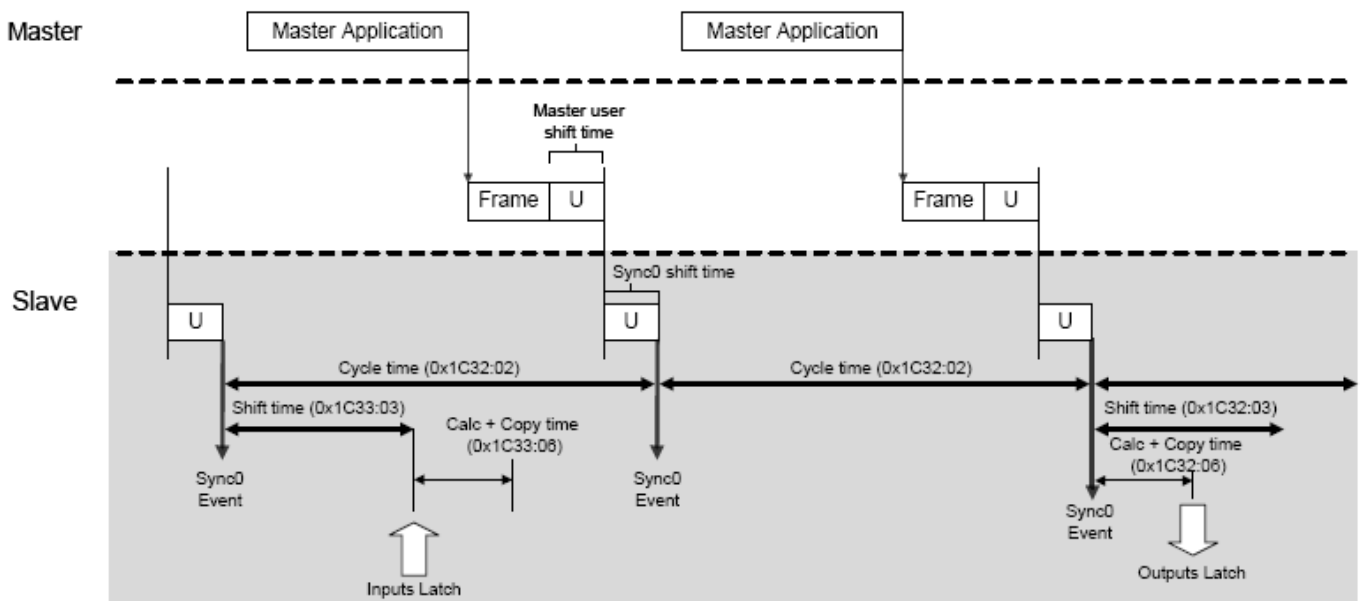 Master
Master Application
Master Application
Master user
shift time
Frame
U
Frame
U
Sync0 shift time
Slave
U
U
U
Cycle time (0x1C32:02)
Cycle time (0x1C32:02)
Shift time (0x1C33:03)
Shift time (0x1C32:03)
Calc + Copy time
(0x1C33:06)
Calc + Copy time
(0x1C32:06)
Sync0
Event
Sync0
Event
Sync0
Event
Inputs Latch
Outputs Latch